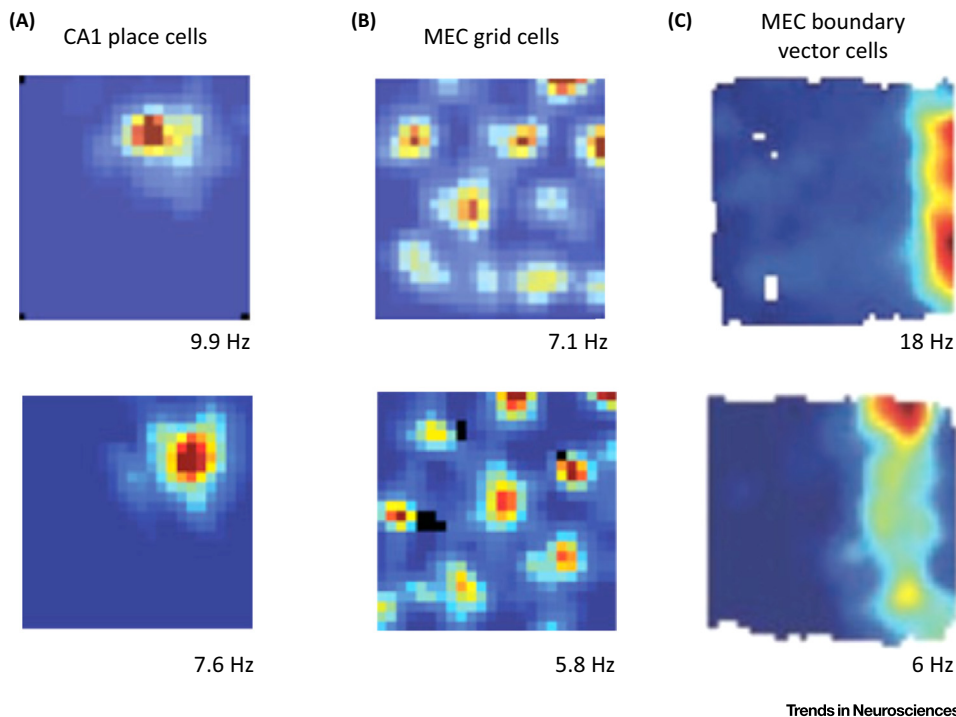 (A)
CA1 place cells
(B)
MEC grid cells
(C)
MEC boundary
vector cells
9.9 Hz
7.1 Hz
18 Hz
7.6 Hz
5.8 Hz
6 Hz
Trends in Neurosciences